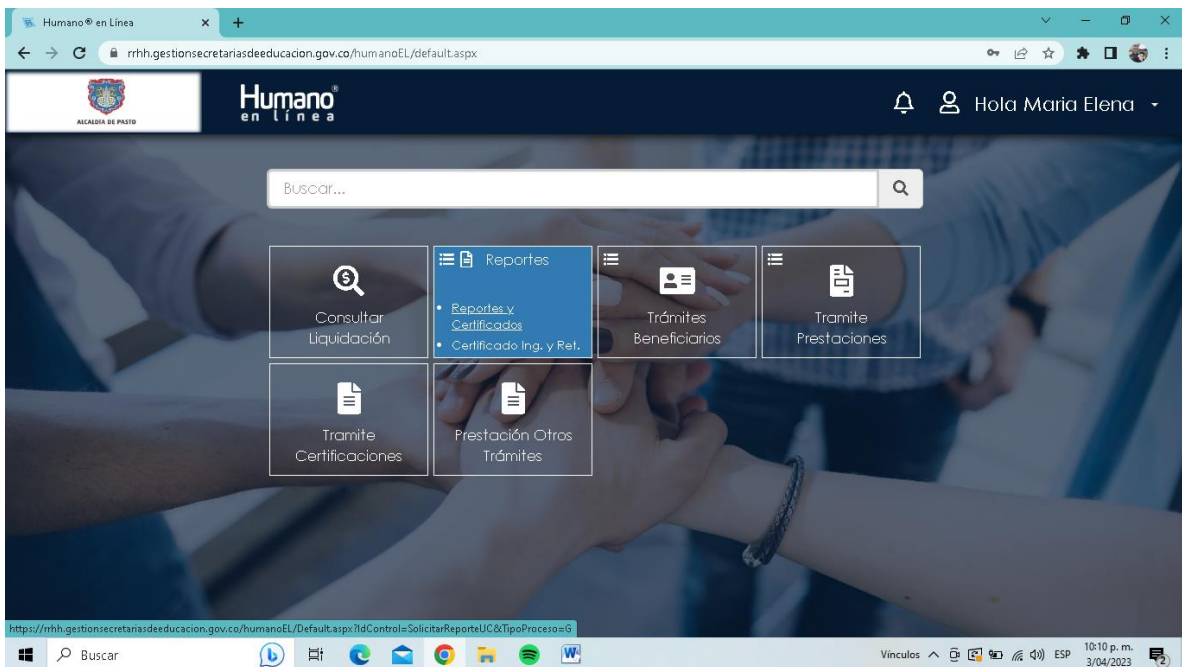 Humano® en Línea
rrhh.gestionsecretariasdeeducacion.gov.co/humanoEL/default.aspx
ALCALDÍA DE PASTO
Humano®
en línea
Hola Maria Elena
Buscar...
Consultar
Liquidación
Reportes
Reportes y
Certificados
Certificado Ing. y Ret.
Trámites
Beneficiarios
Tramite
Prestaciones
Tramite
Certificaciones
Prestación Otros
Trámites
https://rrhh.gestionsecretariasdeeducacion.gov.co/humanoEL/Default.aspx?IdControl=SolicitarReporteUC&TipoProceso=G
Buscar
Vínculos
ESP
10:10 p. m.
3/04/2023
2